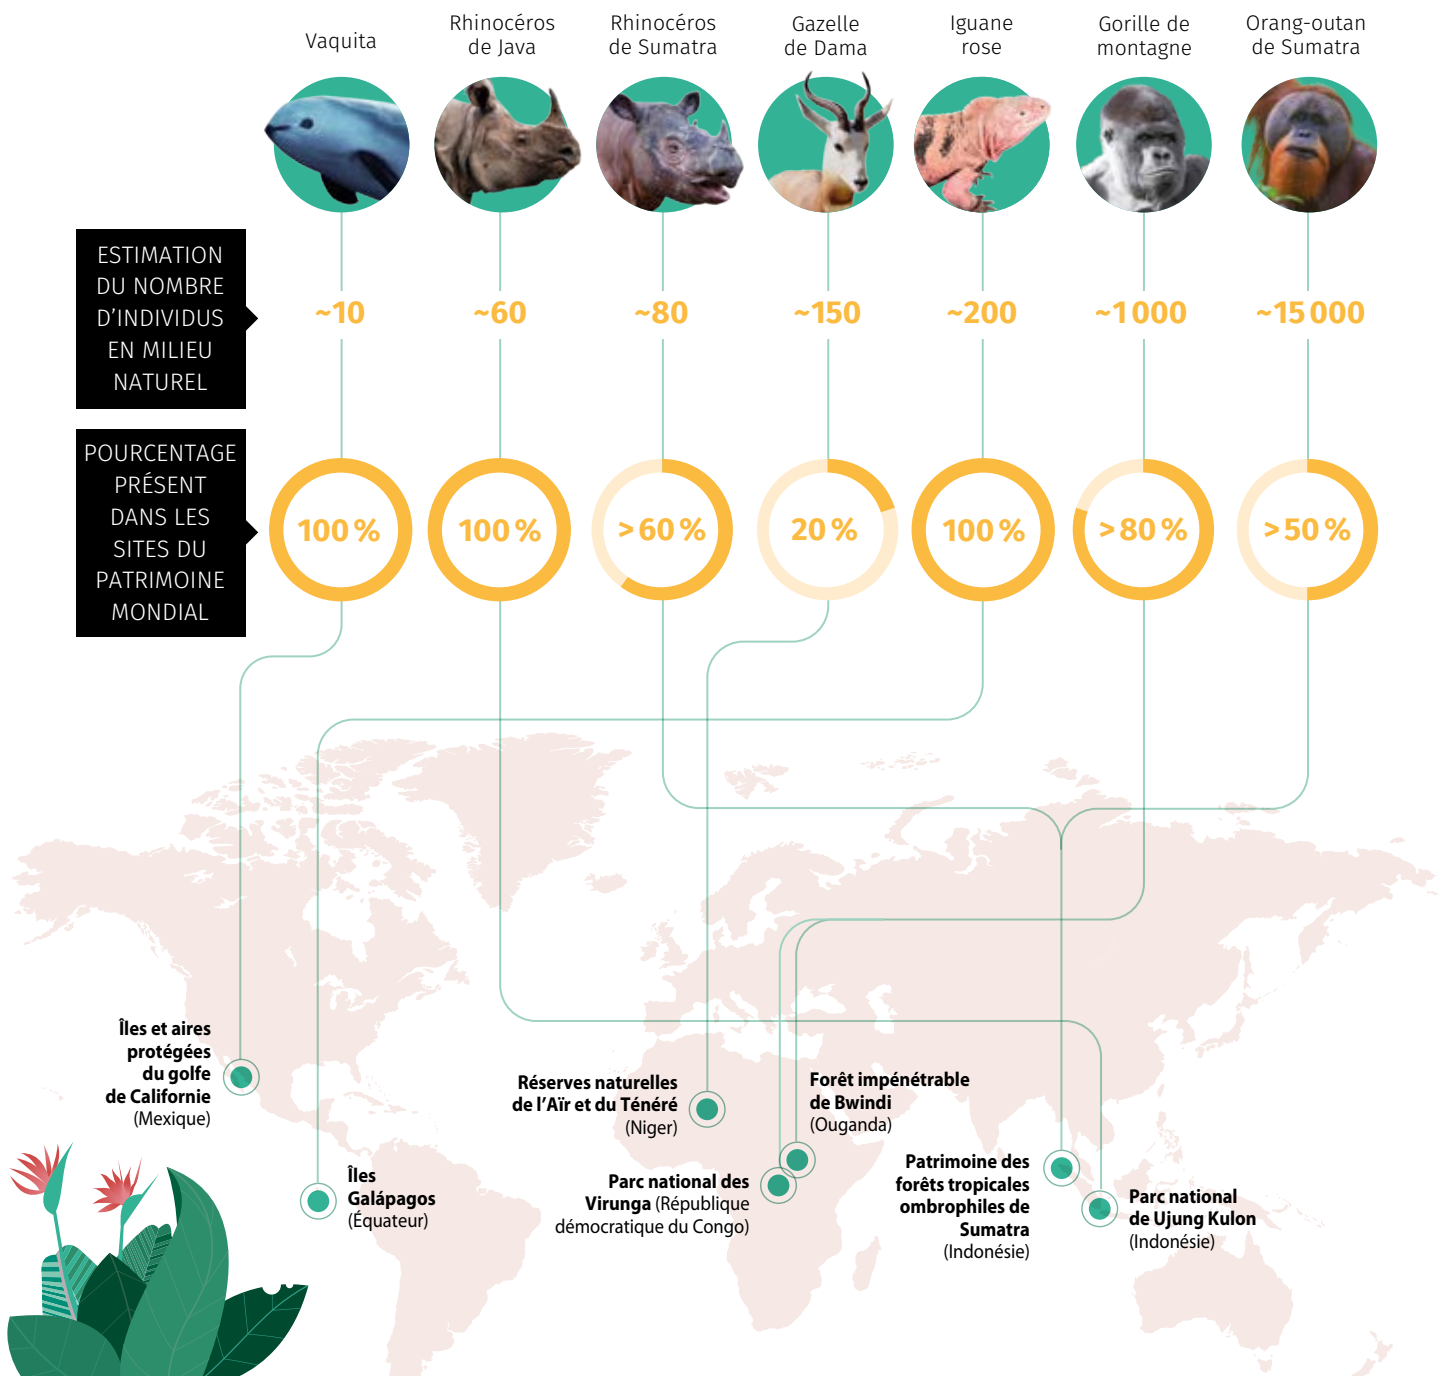 Vaquita
Rhinocéros
de Java
Rhinocéros
de Sumatra
Gazelle
de Dama
Iguane
rose
Gorille de
montagne
Orang-outan
de Sumatra
ESTIMATION
DU NOMBRE
D’INDIVIDUS
EN MILIEU
NATUREL
~10
~60
~80
~150
~200
~1 000
~15 000
POURCENTAGE
PRÉSENT
DANS LES
SITES DU
PATRIMOINE
MONDIAL
100 %
100 %
> 60 %
20 %
100 %
> 80 %
> 50 %
Îles et aires
protégées
du golfe
de Californie
(Mexique)
Îles
Galápagos
(Équateur)
Réserves naturelles
de l’Aïr et du Ténéré
(Niger)
Forêt impénétrable
de Bwindi
(Ouganda)
Parc national des
Virunga (République
démocratique du Congo)
Patrimoine des
forêts tropicales
ombrophiles de
Sumatra
(Indonésie)
Parc national
de Ujung Kulon
(Indonésie)